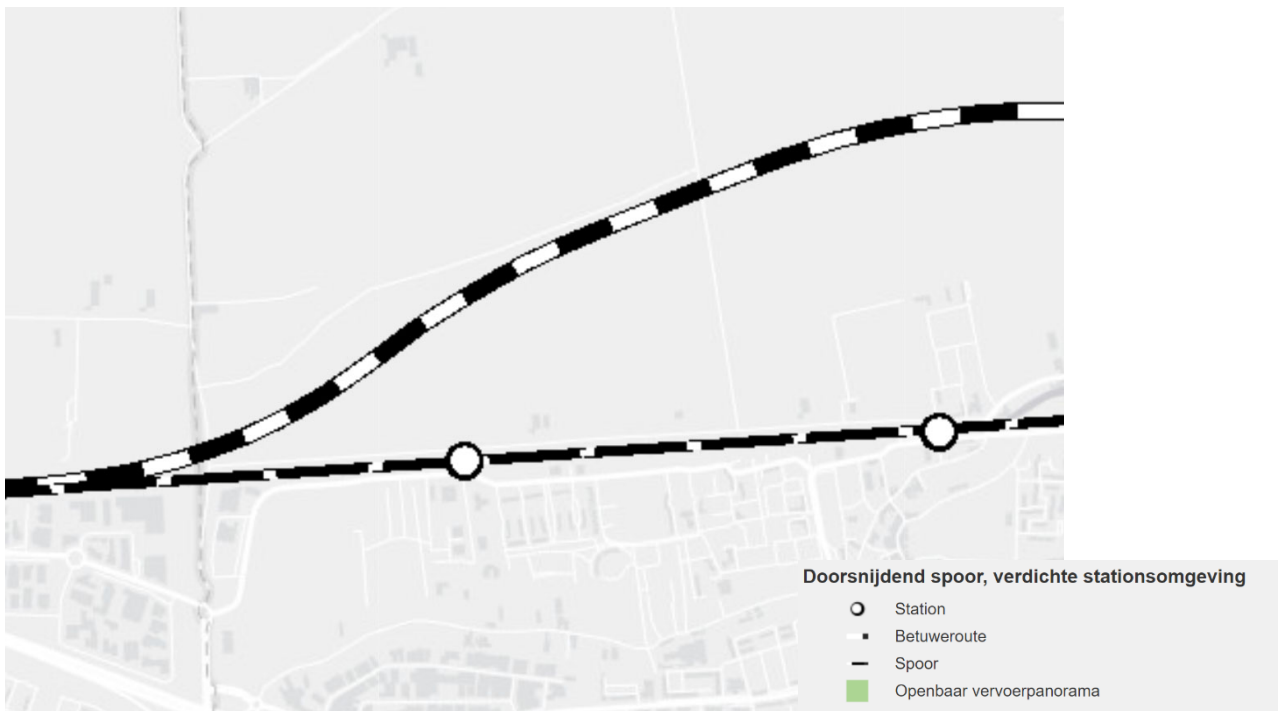 Doorsnijdend spoor, verdichte stationsomgeving
Station
Betuweroute
Spoor
Openbaar vervoerpanorama